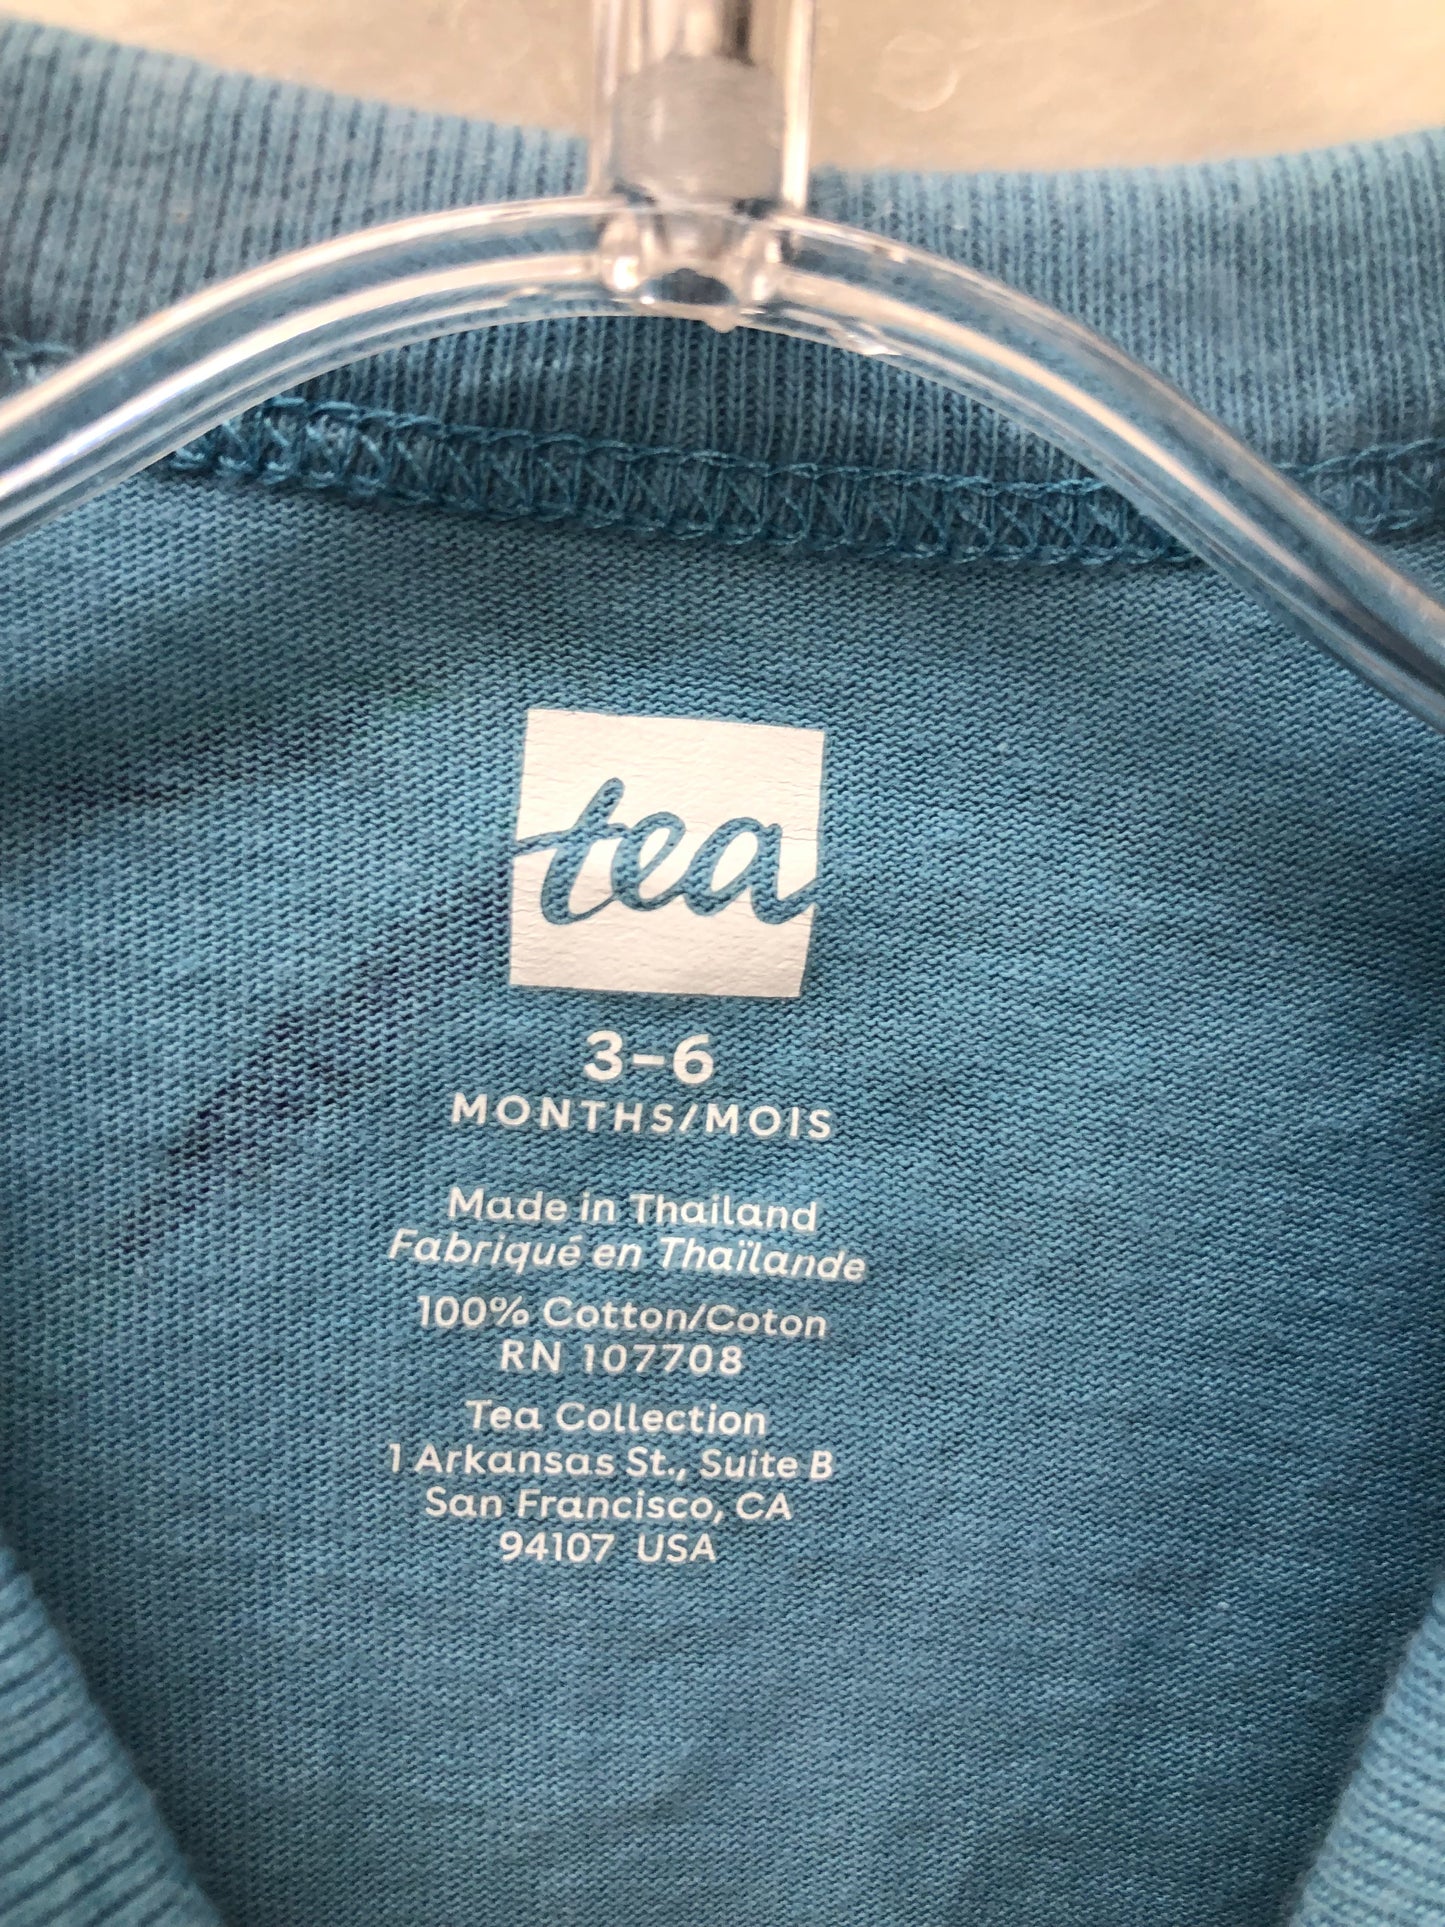 tea
3–6
MONTHS/MOIS
Made in Thailand
Fabriqué en Thaïlande
100% Cotton/Coton
RN 107708
Tea Collection
1 Arkansas St., Suite B
San Francisco, CA
94107 USA